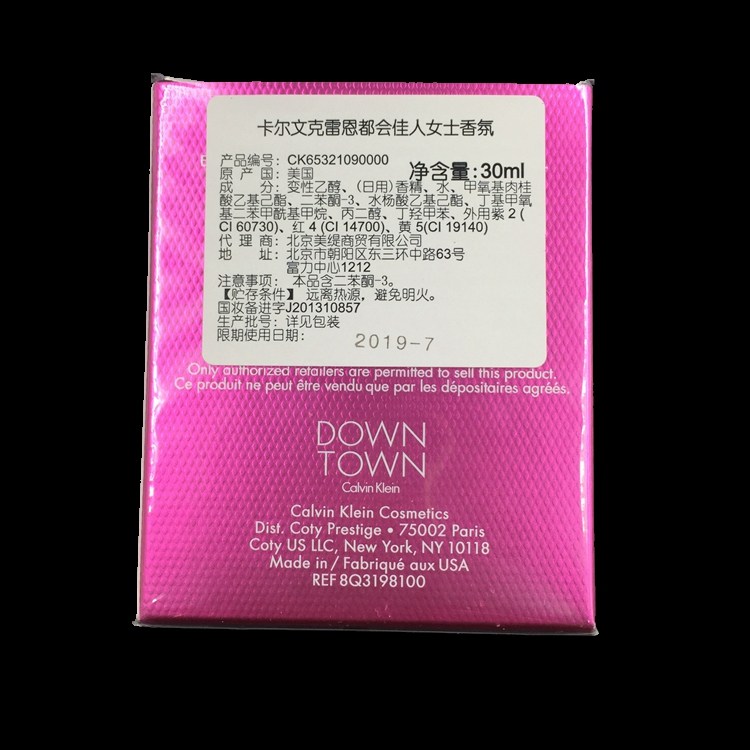 卡尔文克雷恩都会佳人女士香氛
产品编号：CK65321090000
净含量:30ml
原 产 国：美国
成　　分：变性乙醇、（日用）香精、水、甲氧基肉桂
酸乙基己酯、二苯酮-3、水杨酸乙基己酯、丁基甲氧
基二苯甲酰基甲烷、丙二醇、丁羟甲苯、外用紫 2 (
CI 60730)、红 4 (CI 14700)、黄 5(CI 19140)
代 理 商：北京美缇商贸有限公司
地　　址：北京市朝阳区东三环中路63号
富力中心1212
注意事项： 本品含二苯酮-3。
【贮存条件】 远离热源，避免明火。
国妆备进字J201310857
生产批号：详见包装
限期使用日期：
2019-7
Only authorized retailers are permitted to sell this product.
Ce produit ne peut être vendu que par les dépositaires agréés.
DOWN
TOWN
Calvin Klein
Calvin Klein Cosmetics
Dist. Coty Prestige • 75002 Paris
Coty US LLC, New York, NY 10118
Made in / Fabriqué aux USA
REF 8Q3198100